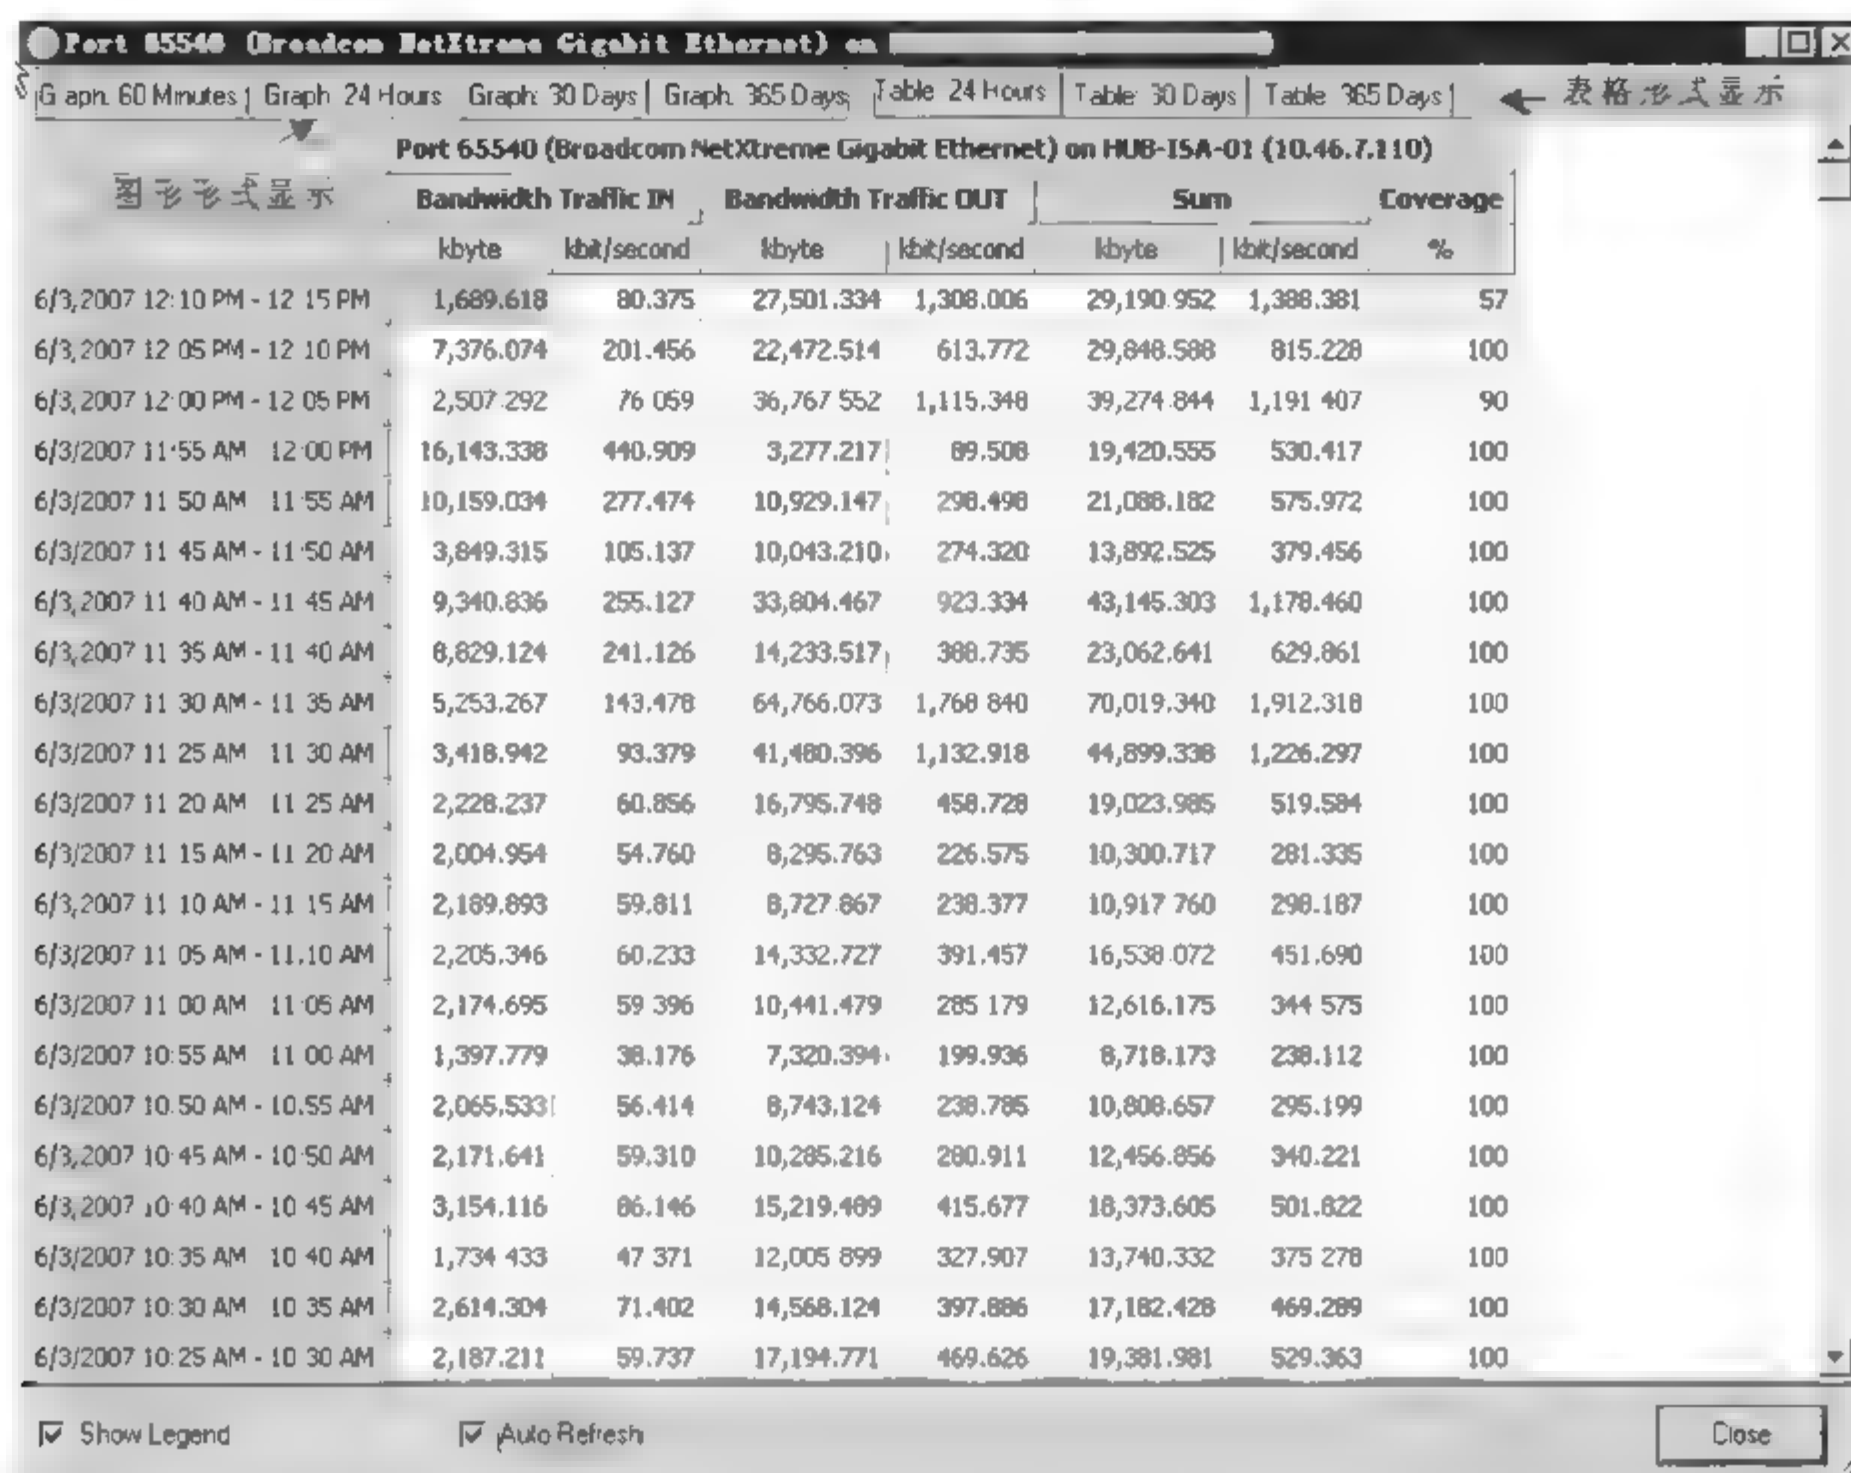 Port 65540 (Broadcom NetXtreme Gigabit Ethernet) on
Graph 60 Minutes Graph 24 Hours Graph 30 Days Graph 365 Days Table 24 Hours Table 30 Days Table 365 Days 表格形式显示
Port 65540 (Broadcom NetXtreme Gigabit Ethernet) on HUB-ISA-01 (10.46.7.110)
图形形式显示 Bandwidth Traffic IN Bandwidth Traffic OUT Sum Coverage
kbyte kbit/second kbyte kbit/second kbyte kbit/second %
6/3/2007 12:10 PM - 12:15 PM 1,689.618 80.375 27,501.334 1,308.006 29,190.952 1,388.381 57
6/3/2007 12:05 PM - 12:10 PM 7,376.074 201.456 22,472.514 613.772 29,848.588 815.228 100
6/3/2007 12:00 PM - 12:05 PM 2,507.292 76.059 36,767.552 1,115.348 39,274.844 1,191.407 90
6/3/2007 11:55 AM - 12:00 PM 16,143.338 440.909 3,277.217 89.508 19,420.555 530.417 100
6/3/2007 11:50 AM - 11:55 AM 10,159.034 277.474 10,929.147 298.498 21,088.182 575.972 100
6/3/2007 11:45 AM - 11:50 AM 3,849.315 105.137 10,043.210 274.320 13,892.525 379.456 100
6/3/2007 11:40 AM - 11:45 AM 9,340.836 255.127 33,804.467 923.334 43,145.303 1,178.460 100
6/3/2007 11:35 AM - 11:40 AM 8,829.124 241.126 14,233.517 388.735 23,062.641 629.861 100
6/3/2007 11:30 AM - 11:35 AM 5,253.267 143.478 64,766.073 1,768.840 70,019.340 1,912.318 100
6/3/2007 11:25 AM - 11:30 AM 3,418.942 93.379 41,480.396 1,132.918 44,899.338 1,226.297 100
6/3/2007 11:20 AM - 11:25 AM 2,228.237 60.856 16,795.748 458.728 19,023.985 519.584 100
6/3/2007 11:15 AM - 11:20 AM 2,004.954 54.760 8,295.763 226.575 10,300.717 281.335 100
6/3/2007 11:10 AM - 11:15 AM 2,189.893 59.811 8,727.867 238.377 10,917.760 298.187 100
6/3/2007 11:05 AM - 11:10 AM 2,205.346 60.233 14,332.727 391.457 16,538.072 451.690 100
6/3/2007 11:00 AM - 11:05 AM 2,174.695 59.396 10,441.479 285.179 12,616.175 344.575 100
6/3/2007 10:55 AM - 11:00 AM 1,397.779 38.176 7,320.394 199.936 8,718.173 238.112 100
6/3/2007 10:50 AM - 10:55 AM 2,065.533 56.414 8,743.124 238.785 10,808.657 295.199 100
6/3/2007 10:45 AM - 10:50 AM 2,171.641 59.310 10,285.216 280.911 12,456.856 340.221 100
6/3/2007 10:40 AM - 10:45 AM 3,154.116 86.146 15,219.489 415.677 18,373.605 501.822 100
6/3/2007 10:35 AM - 10:40 AM 1,734.433 47.371 12,005.899 327.907 13,740.332 375.278 100
6/3/2007 10:30 AM - 10:35 AM 2,614.304 71.402 14,568.124 397.886 17,182.428 469.289 100
6/3/2007 10:25 AM - 10:30 AM 2,187.211 59.737 17,194.771 469.626 19,381.981 529.363 100
Show Legend Auto Refresh Close